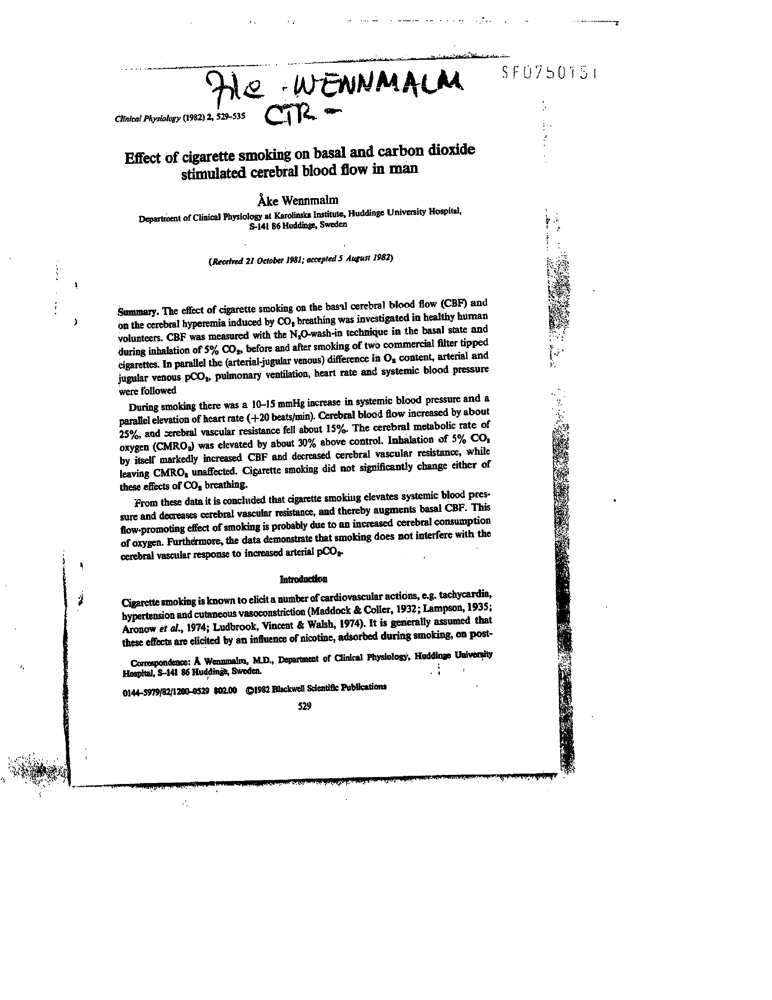 SF0750151
File - WENNMALM
CTR -
Clinical Physiology (1982) 2, 529–535
Effect of cigarette smoking on basal and carbon dioxide
stimulated cerebral blood flow in man
Åke Wennmalm
Department of Clinical Physiology at Karolinska Institute, Huddinge University Hospital,
S-141 86 Huddinge, Sweden
(Received 21 October 1981; accepted 5 August 1982)
Summary. The effect of cigarette smoking on the basal cerebral blood flow (CBF) and
on the cerebral hyperemia induced by CO₂ breathing was investigated in healthy human
volunteers. CBF was measured with the N₂O-wash-in technique in the basal state and
during inhalation of 5% CO₂, before and after smoking of two commercial filter tipped
cigarettes. In parallel the (arterial-jugular venous) difference in O₂ content, arterial and
jugular venous pCO₂, pulmonary ventilation, heart rate and systemic blood pressure
were followed
During smoking there was a 10–15 mmHg increase in systemic blood pressure and a
parallel elevation of heart rate (+20 beats/min). Cerebral blood flow increased by about
25%, and cerebral vascular resistance fell about 15%. The cerebral metabolic rate of
oxygen (CMRO₂) was elevated by about 30% above control. Inhalation of 5% CO₂
by itself markedly increased CBF and decreased cerebral vascular resistance, while
leaving CMRO₂ unaffected. Cigarette smoking did not significantly change either of
these effects of CO₂ breathing.
From these data it is concluded that cigarette smoking elevates systemic blood pres-
sure and decreases cerebral vascular resistance, and thereby augments basal CBF. This
flow-promoting effect of smoking is probably due to an increased cerebral consumption
of oxygen. Furthermore, the data demonstrate that smoking does not interfere with the
cerebral vascular response to increased arterial pCO₂.
Introduction
Cigarette smoking is known to elicit a number of cardiovascular actions, e.g. tachycardia,
hypertension and cutaneous vasoconstriction (Maddock & Coller, 1932; Lampson, 1935;
Aronow et al., 1974; Ludbrook, Vincent & Walsh, 1974). It is generally assumed that
these effects are elicited by an influence of nicotine, adsorbed during smoking, on post-
Correspondence: Å Wennmalm, M.D., Department of Clinical Physiology, Huddinge University
Hospital, S–141 86 Huddinge, Sweden.
0144-5979/82/1200–0529 $02.00 ©1982 Blackwell Scientific Publications
529